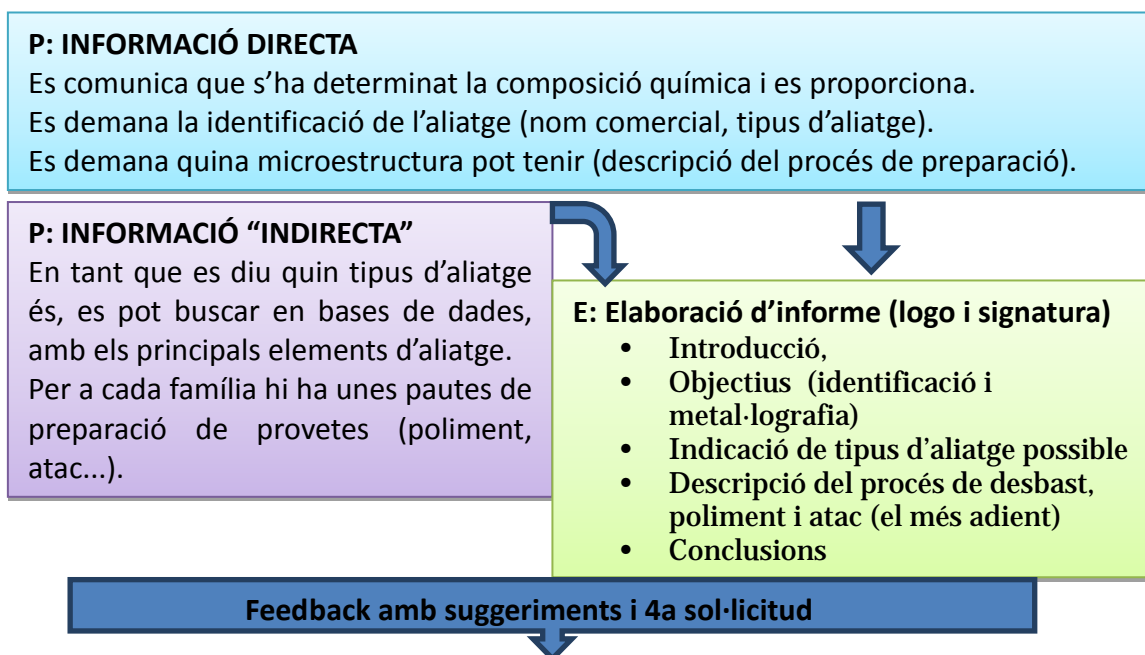 P: INFORMACIÓ DIRECTA
Es comunica que s’ha determinat la composició química i es proporciona.
Es demana la identificació de l’aliatge (nom comercial, tipus d’aliatge).
Es demana quina microestructura pot tenir (descripció del procés de preparació).
P: INFORMACIÓ “INDIRECTA”
En tant que es diu quin tipus d’aliatge
és, es pot buscar en bases de dades,
amb els principals elements d’aliatge.
Per a cada família hi ha unes pautes de
preparació de provetes (poliment,
atac...).
E: Elaboració d’informe (logo i signatura)
• Introducció,
• Objectius (identificació i
metal·lografia)
• Indicació de tipus d’aliatge possible
• Descripció del procés de desbast,
poliment i atac (el més adient)
• Conclusions
Feedback amb suggeriments i 4a sol·licitud